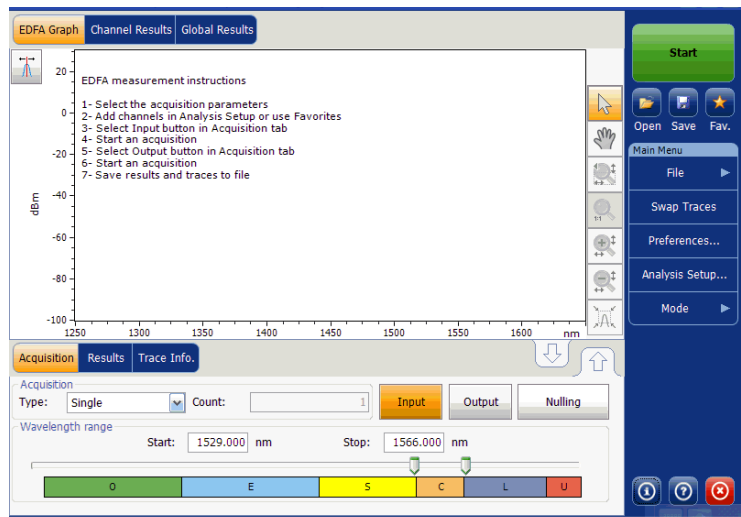 EDFA Graph
Channel Results
Global Results
Start
20
0
-20
-40
-60
-80
-100
dBm
EDFA measurement instructions
1- Select the acquisition parameters
2- Add channels in Analysis Setup or use Favorites
3- Select Input button in Acquisition tab
4- Start an acquisition
5- Select Output button in Acquisition tab
6- Start an acquisition
7- Save results and traces to file
1:1
1250 1300 1350 1400 1450 1500 1550 1600 nm
Open Save Fav.
Main Menu
File
Swap Traces
Preferences...
Analysis Setup...
Mode
Acquisition
Results
Trace Info.
Acquisition
Type: Single Count: 1 Input Output Nulling
Wavelength range
Start: 1529.000 nm Stop: 1566.000 nm
O E S C L U